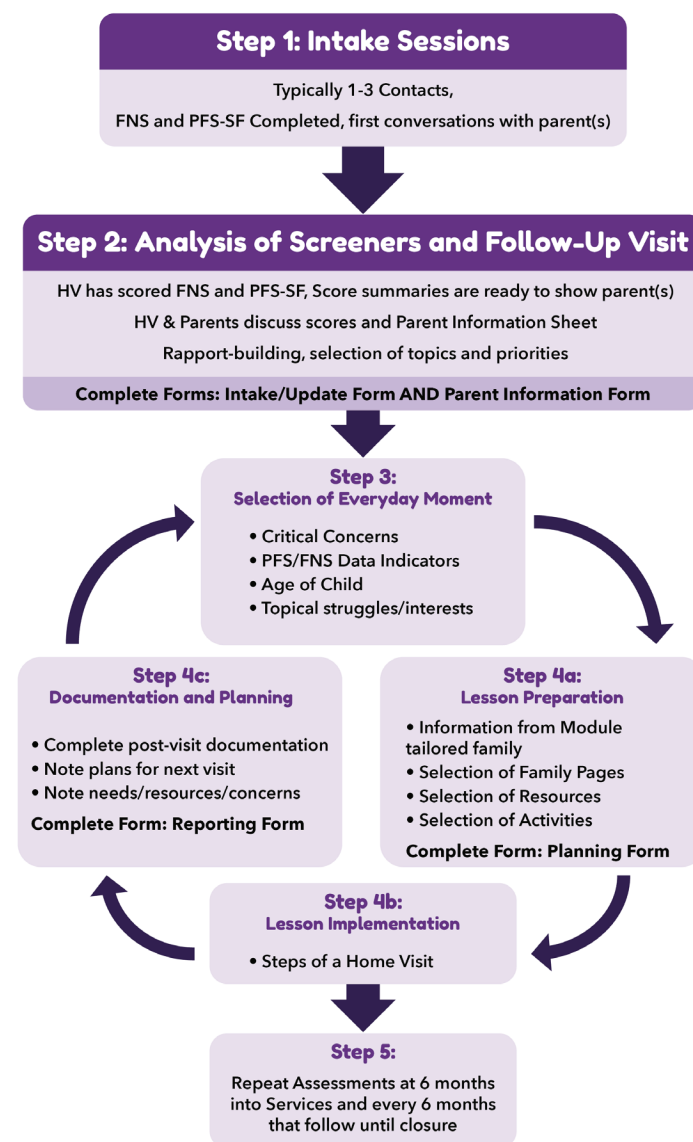 Step 1: Intake Sessions
Typically 1-3 Contacts,
FNS and PFS-SF Completed, first conversations with parent(s)
Step 2: Analysis of Screeners and Follow-Up Visit
HV has scored FNS and PFS-SF, Score summaries are ready to show parent(s)
HV & Parents discuss scores and Parent Information Sheet
Rapport-building, selection of topics and priorities
Complete Forms: Intake/Update Form AND Parent Information Form
Step 3:
Selection of Everyday Moment
• Critical Concerns
• PFS/FNS Data Indicators
• Age of Child
• Topical struggles/interests
Step 4a:
Lesson Preparation
• Information from Module
tailored family
• Selection of Family Pages
• Selection of Resources
• Selection of Activities
Complete Form: Planning Form
Step 4b:
Lesson Implementation
• Steps of a Home Visit
Step 4c:
Documentation and Planning
• Complete post-visit documentation
• Note plans for next visit
• Note needs/resources/concerns
Complete Form: Reporting Form
Step 5:
Repeat Assessments at 6 months
into Services and every 6 months
that follow until closure